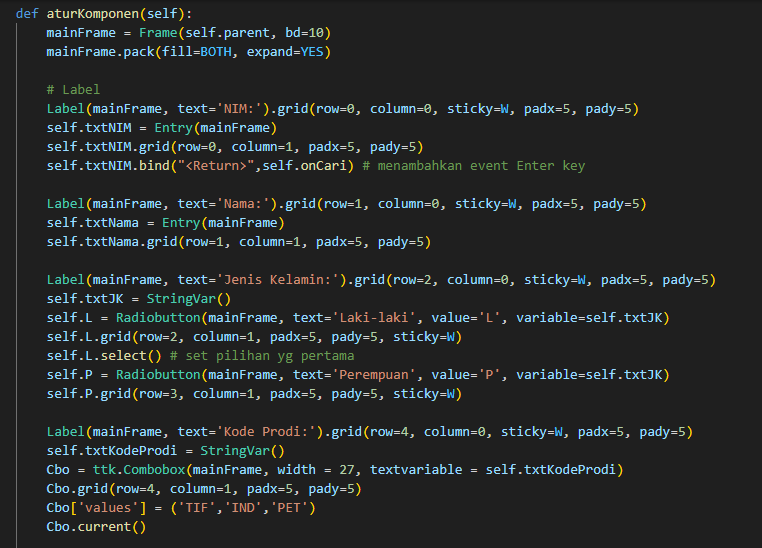 def aturKomponen(self):
    mainFrame = Frame(self.parent, bd=10)
    mainFrame.pack(fill=BOTH, expand=YES)

    # Label
    Label(mainFrame, text='NIM:').grid(row=0, column=0, sticky=W, padx=5, pady=5)
    self.txtNIM = Entry(mainFrame)
    self.txtNIM.grid(row=0, column=1, padx=5, pady=5)
    self.txtNIM.bind("<Return>",self.onCari) # menambahkan event Enter key

    Label(mainFrame, text='Nama:').grid(row=1, column=0, sticky=W, padx=5, pady=5)
    self.txtNama = Entry(mainFrame)
    self.txtNama.grid(row=1, column=1, padx=5, pady=5)

    Label(mainFrame, text='Jenis Kelamin:').grid(row=2, column=0, sticky=W, padx=5, pady=5)
    self.txtJK = StringVar()
    self.L = Radiobutton(mainFrame, text='Laki-laki', value='L', variable=self.txtJK)
    self.L.grid(row=2, column=1, padx=5, pady=5, sticky=W)
    self.L.select() # set pilihan yg pertama
    self.P = Radiobutton(mainFrame, text='Perempuan', value='P', variable=self.txtJK)
    self.P.grid(row=3, column=1, padx=5, pady=5, sticky=W)

    Label(mainFrame, text='Kode Prodi:').grid(row=4, column=0, sticky=W, padx=5, pady=5)
    self.txtKodeProdi = StringVar()
    Cbo = ttk.Combobox(mainFrame, width = 27, textvariable = self.txtKodeProdi)
    Cbo.grid(row=4, column=1, padx=5, pady=5)
    Cbo['values'] = ('TIF','IND','PET')
    Cbo.current()